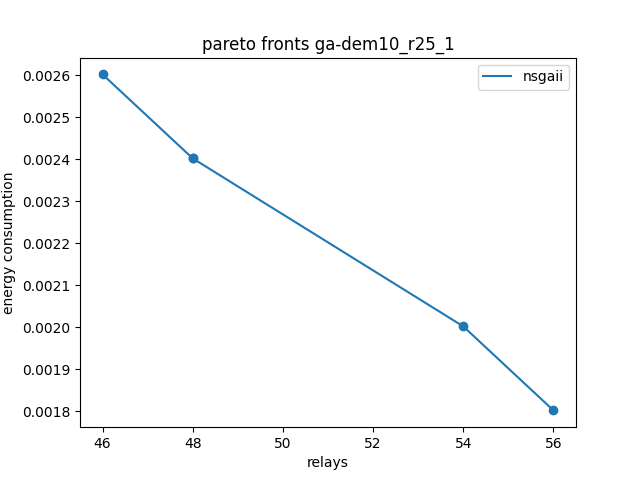 pareto fronts ga-dem10_r25_1
nsgaii
0.0026
0.0025
0.0024
0.0023
0.0022
0.0021
0.0020
0.0019
0.0018
energy consumption
46 48 50 52 54 56
relays